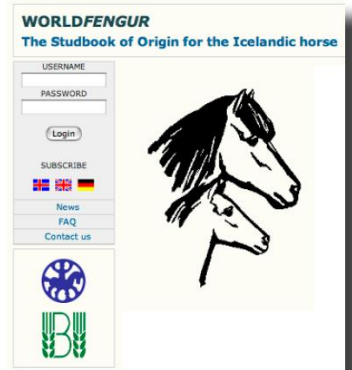 WORLDFENGUR
The Studbook of Origin for the Icelandic horse
USERNAME
PASSWORD
Login
SUBSCRIBE
News
FAQ
Contact us
B